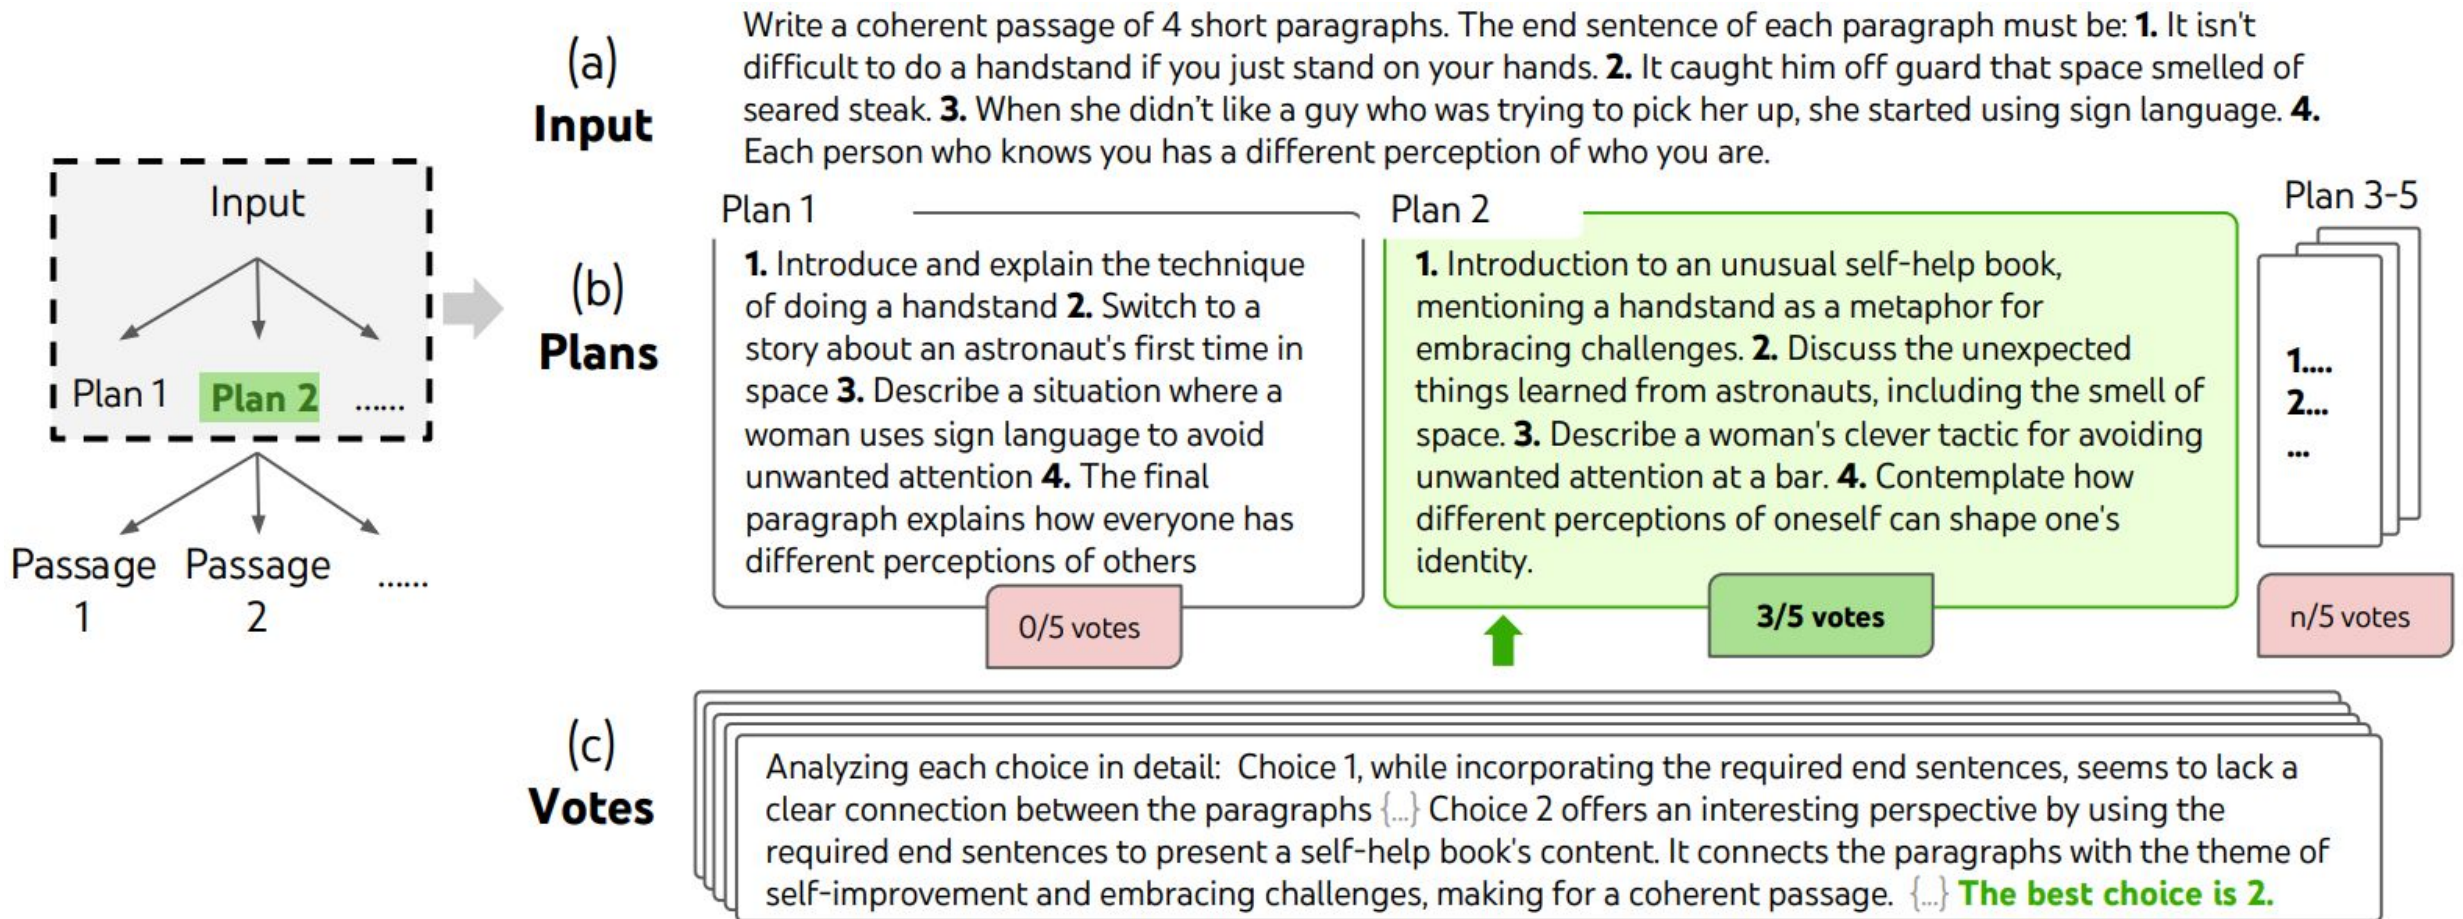 (a)
Input
Write a coherent passage of 4 short paragraphs. The end sentence of each paragraph must be: 1. It isn't
difficult to do a handstand if you just stand on your hands. 2. It caught him off guard that space smelled of
seared steak. 3. When she didn't like a guy who was trying to pick her up, she started using sign language. 4.
Each person who knows you has a different perception of who you are.
Input
Plan 1
Plan 2
......
Passage
1
Passage
2
......
(b)
Plans
Plan 1
1. Introduce and explain the technique
of doing a handstand 2. Switch to a
story about an astronaut's first time in
space 3. Describe a situation where a
woman uses sign language to avoid
unwanted attention 4. The final
paragraph explains how everyone has
different perceptions of others
0/5 votes
Plan 2
1. Introduction to an unusual self-help book,
mentioning a handstand as a metaphor for
embracing challenges. 2. Discuss the unexpected
things learned from astronauts, including the smell of
space. 3. Describe a woman's clever tactic for avoiding
unwanted attention at a bar. 4. Contemplate how
different perceptions of oneself can shape one's
identity.
3/5 votes
Plan 3-5
1....
2...
...
n/5 votes
(c)
Votes
Analyzing each choice in detail: Choice 1, while incorporating the required end sentences, seems to lack a
clear connection between the paragraphs {...} Choice 2 offers an interesting perspective by using the
required end sentences to present a self-help book's content. It connects the paragraphs with the theme of
self-improvement and embracing challenges, making for a coherent passage. {...} The best choice is 2.